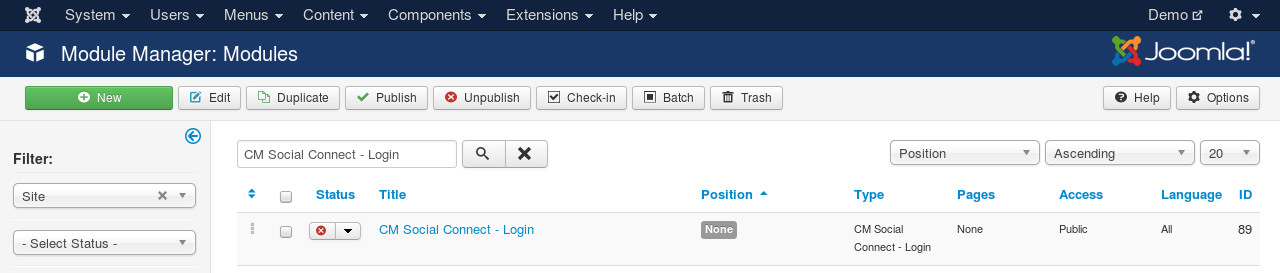 System Users Menus Content Components Extensions Help Demo
Module Manager: Modules Joomla!®
New Edit Duplicate Publish Unpublish Check-in Batch Trash Help Options
Filter:
CM Social Connect - Login Position Ascending 20
Site
Status Title Position Type Pages Access Language ID
- Select Status -
CM Social Connect - Login None CM Social Connect - Login None Public All 89